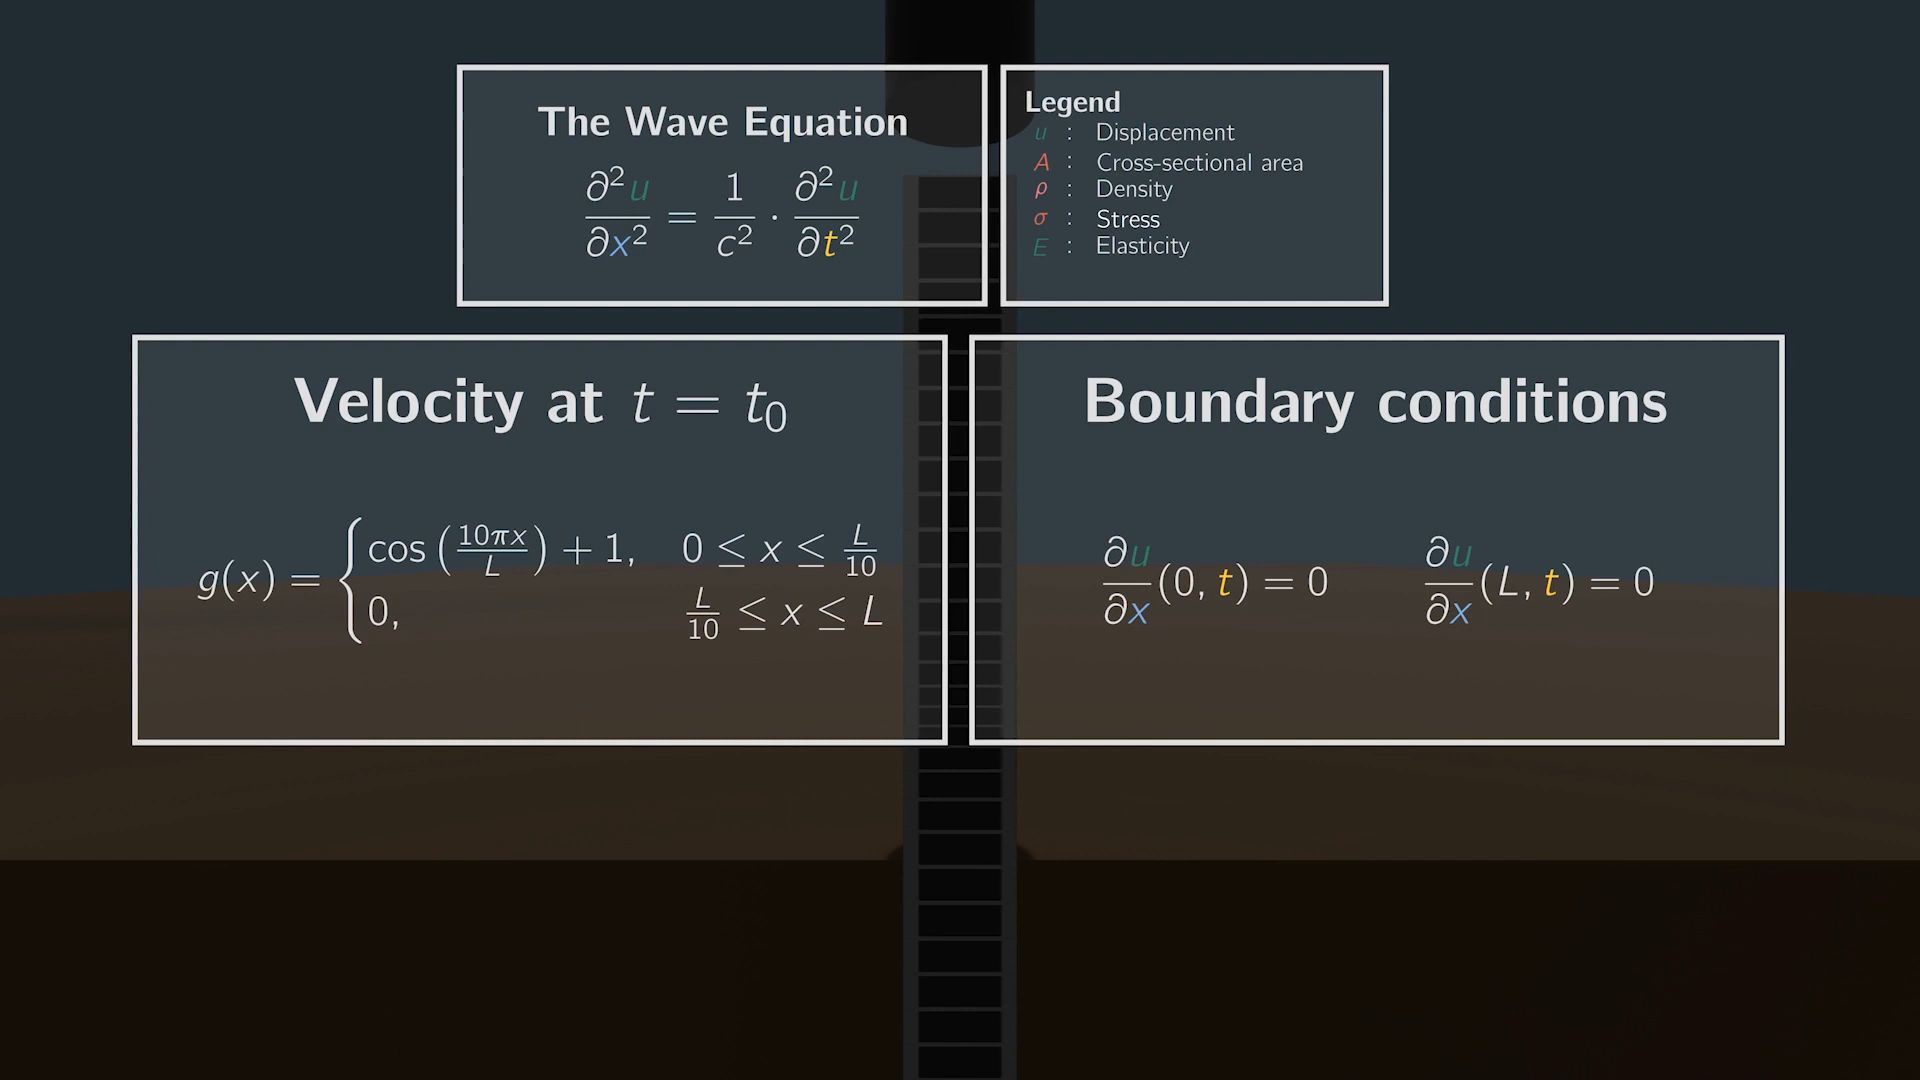 The Wave Equation
∂²u/∂x² = 1/c² · ∂²u/∂t²
Legend
u : Displacement
A : Cross-sectional area
ρ : Density
σ : Stress
E : Elasticity
Velocity at t = t₀
g(x) = { cos(10πx/L) + 1, 0 ≤ x ≤ L/10
0, L/10 ≤ x ≤ L
Boundary conditions
∂u/∂x(0, t) = 0 ∂u/∂x(L, t) = 0